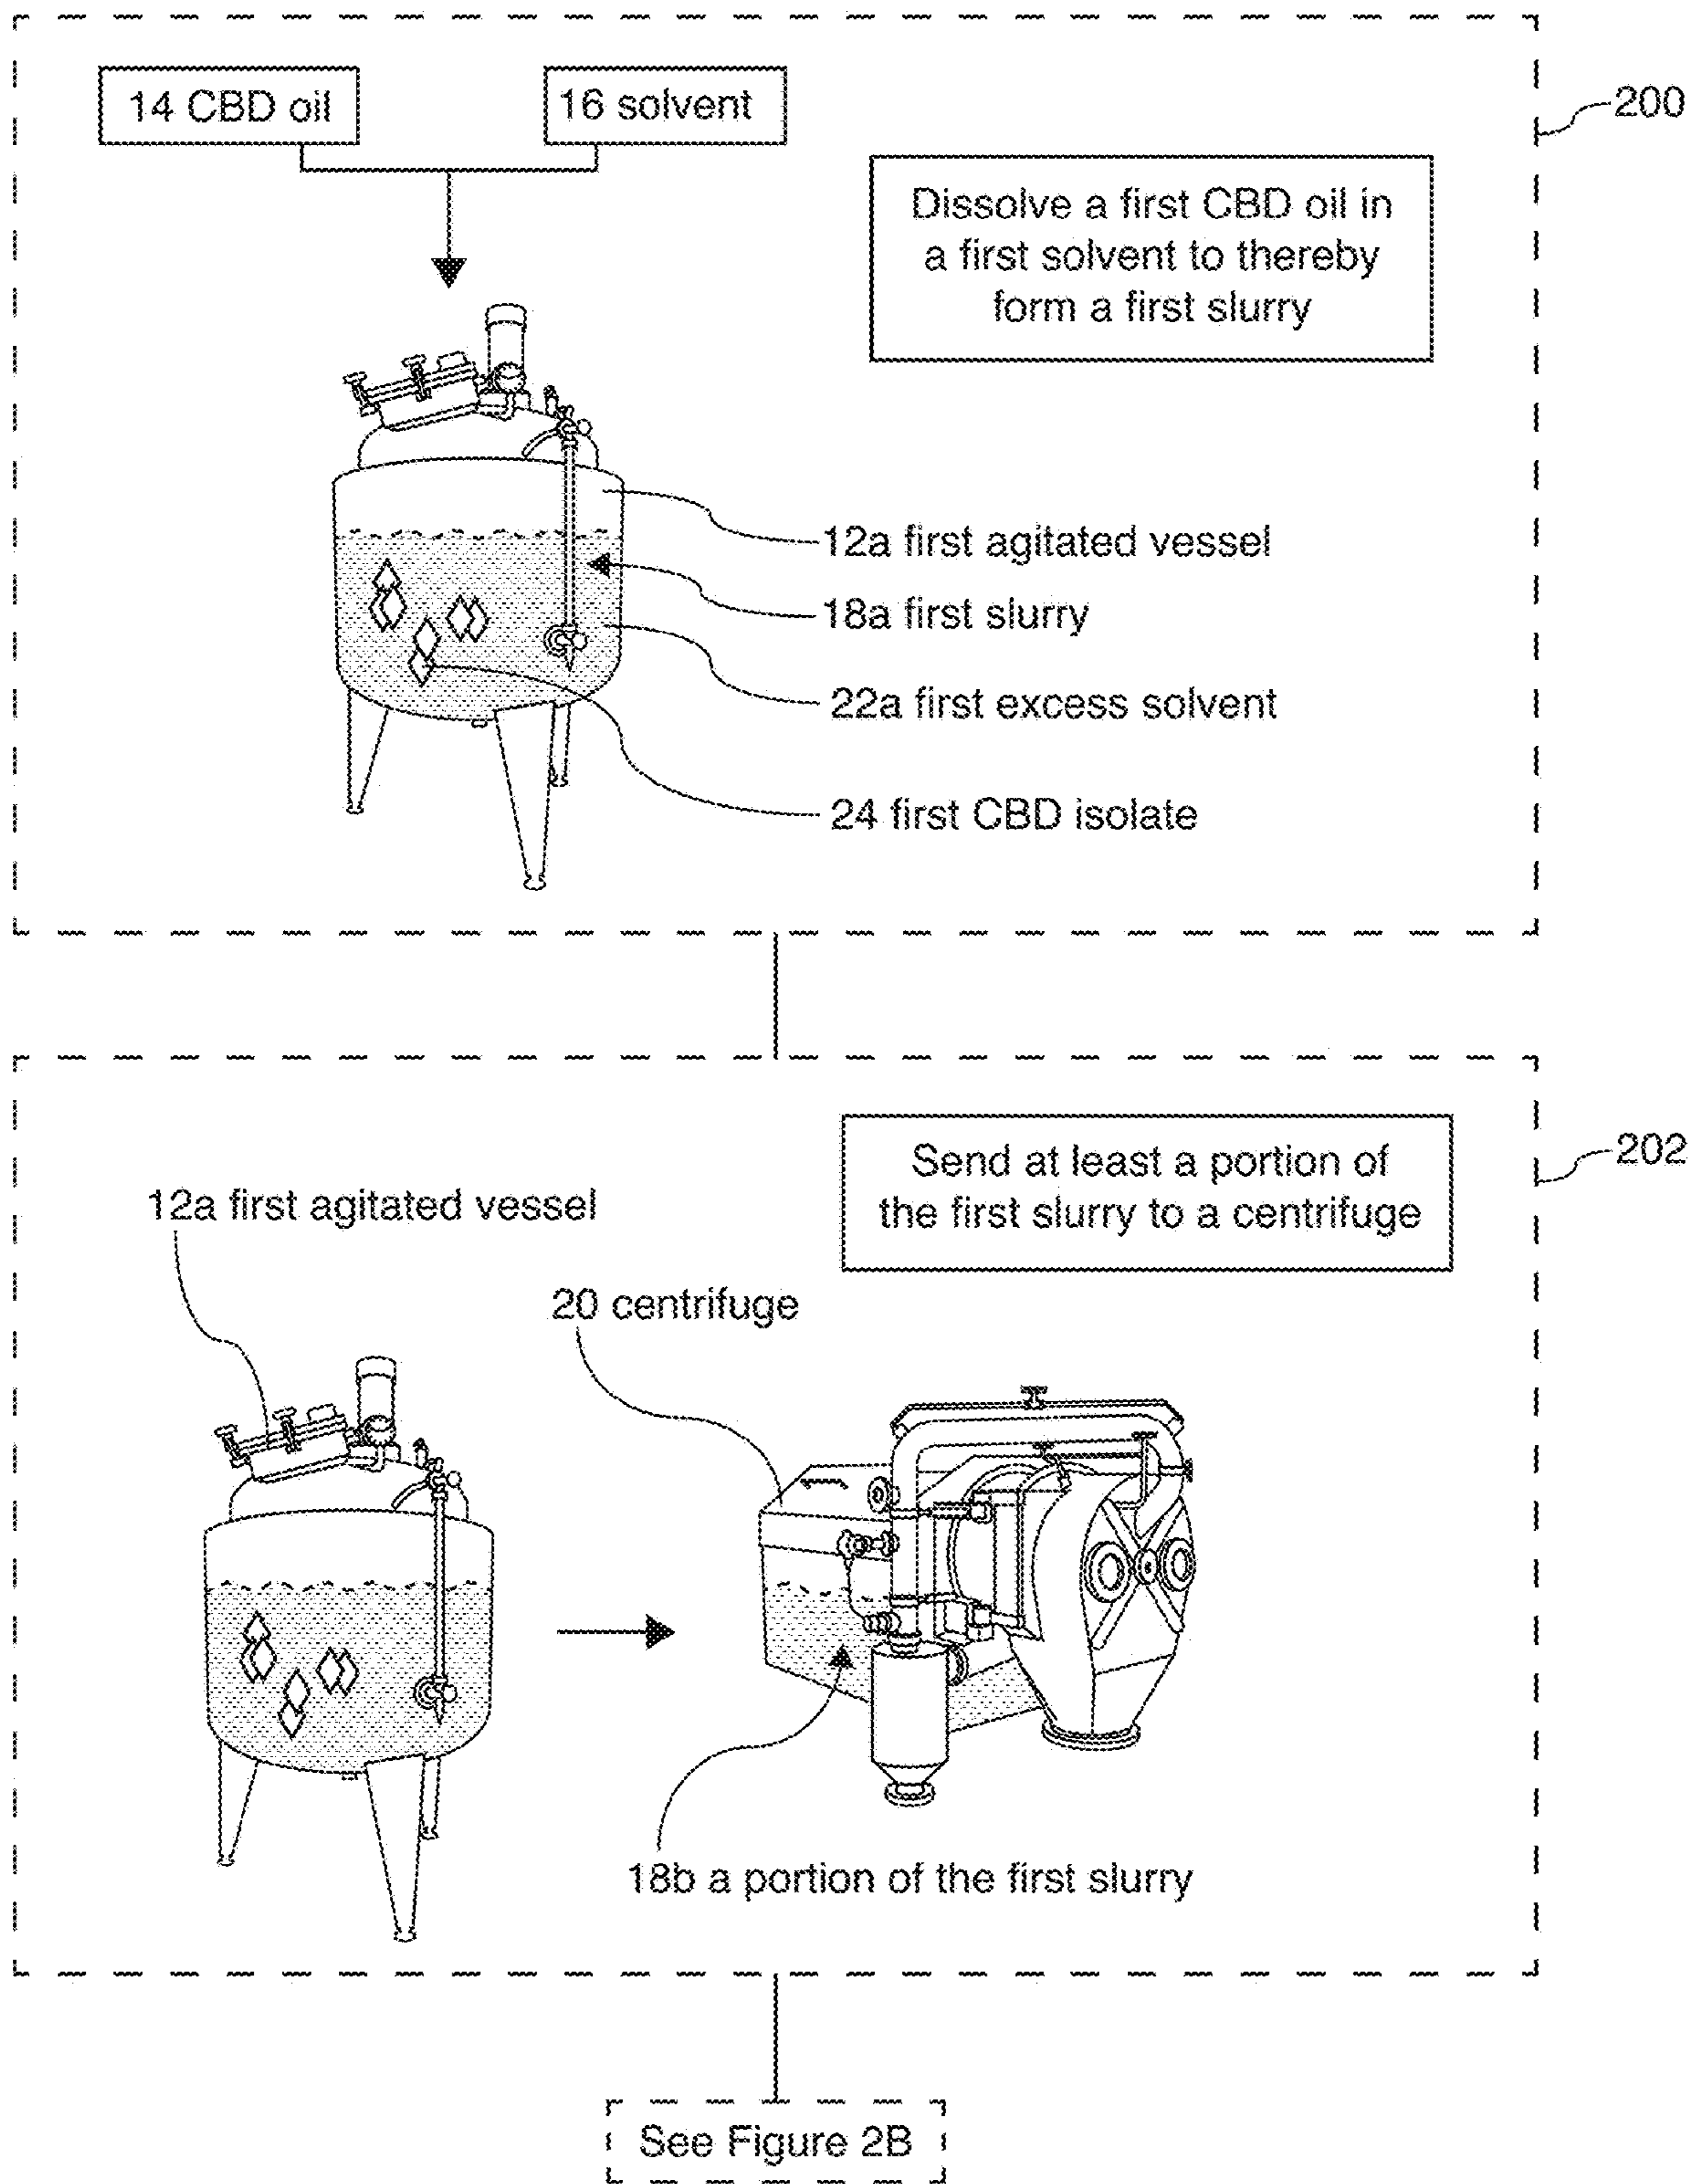 14 CBD oil
16 solvent
200
Dissolve a first CBD oil in
a first solvent to thereby
form a first slurry
12a first agitated vessel
18a first slurry
22a first excess solvent
24 first CBD isolate
202
Send at least a portion of
the first slurry to a centrifuge
12a first agitated vessel
20 centrifuge
18b a portion of the first slurry
See Figure 2B